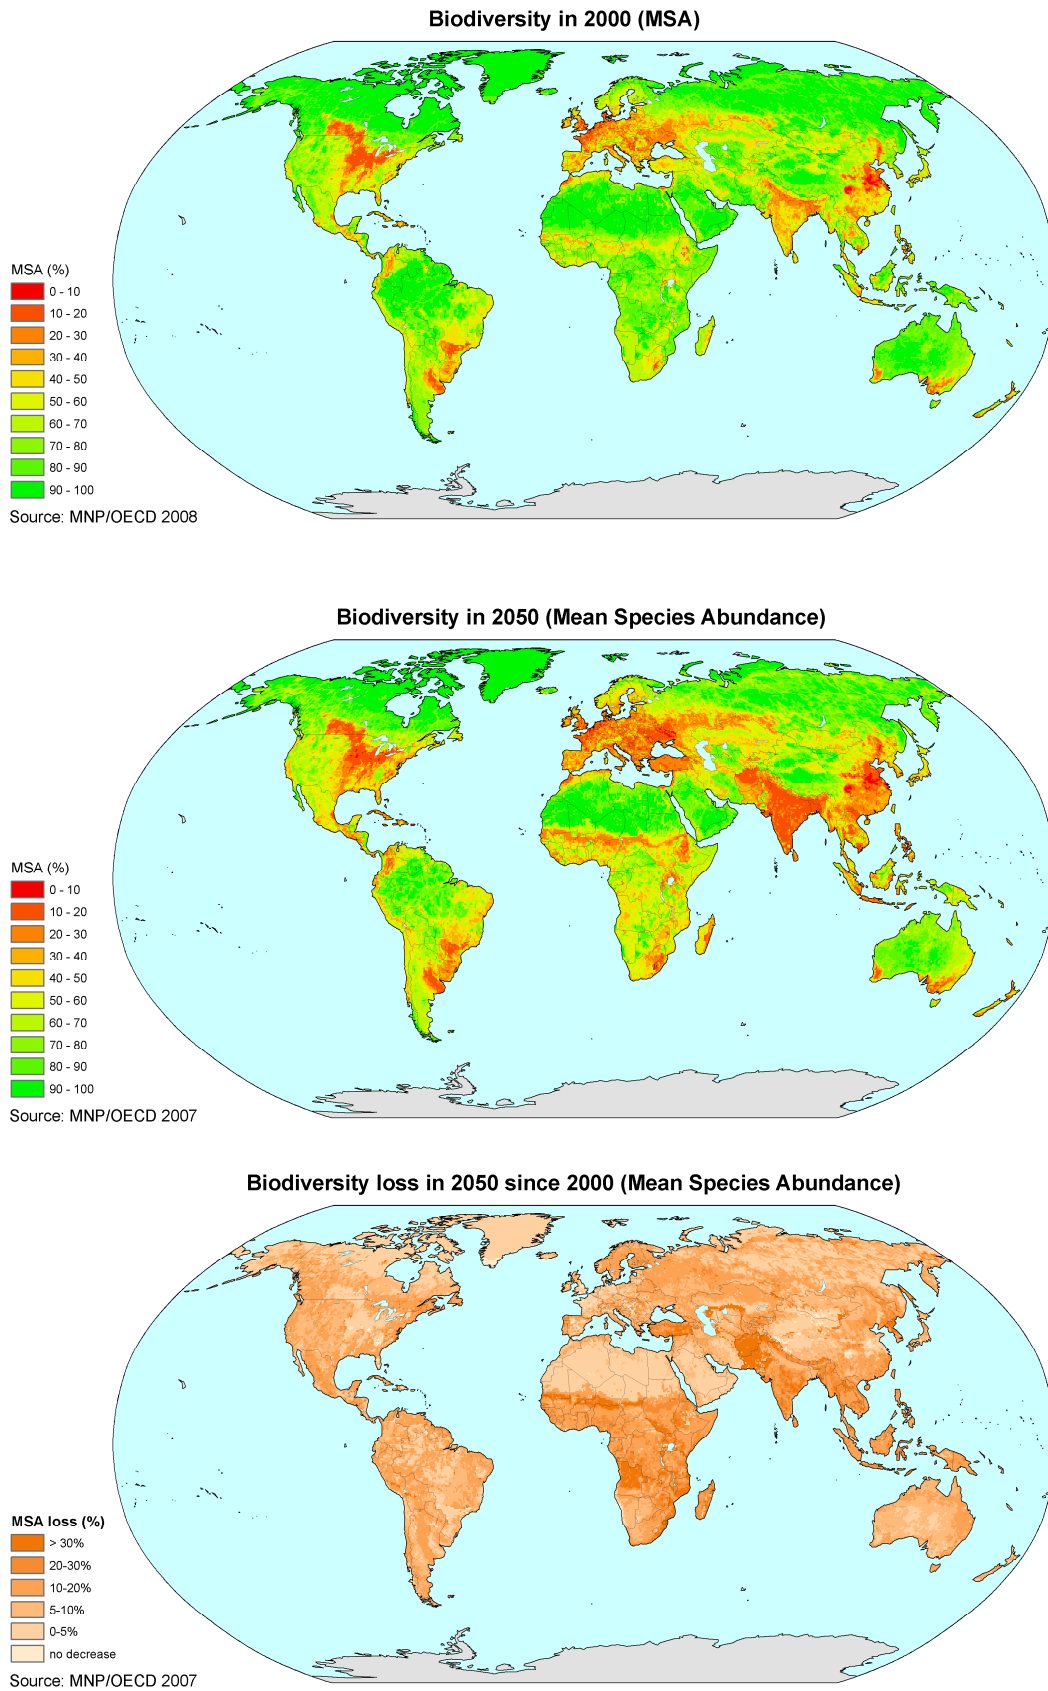 Biodiversity in 2000 (MSA)
MSA (%)
0 - 10
10 - 20
20 - 30
30 - 40
40 - 50
50 - 60
60 - 70
70 - 80
80 - 90
90 - 100
Source: MNP/OECD 2008
Biodiversity in 2050 (Mean Species Abundance)
MSA (%)
0 - 10
10 - 20
20 - 30
30 - 40
40 - 50
50 - 60
60 - 70
70 - 80
80 - 90
90 - 100
Source: MNP/OECD 2007
Biodiversity loss in 2050 since 2000 (Mean Species Abundance)
MSA loss (%)
> 30%
20-30%
10-20%
5-10%
0-5%
no decrease
Source: MNP/OECD 2007